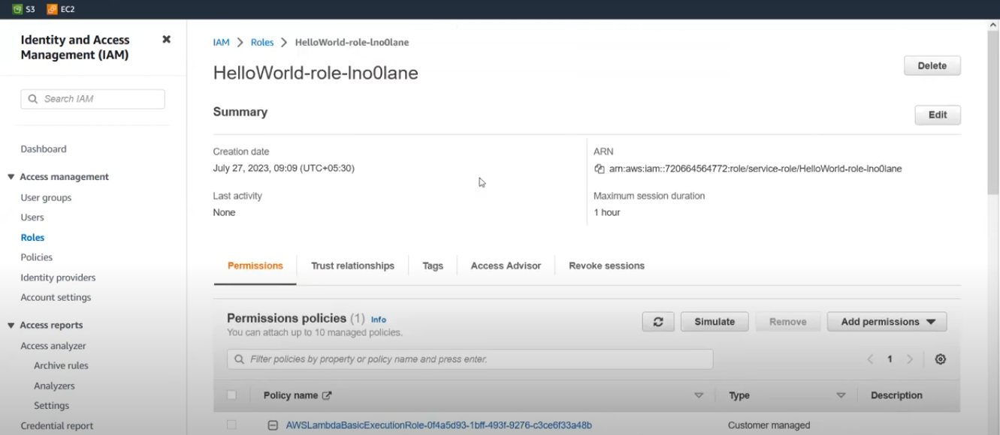 S3 EC2
Identity and Access
Management (IAM)
Search IAM
Dashboard
Access management
User groups
Users
Roles
Policies
Identity providers
Account settings
Access reports
Access analyzer
Archive rules
Analyzers
Settings
Credential report
IAM > Roles > HelloWorld-role-lno0lane
HelloWorld-role-lno0lane
Delete
Summary
Edit
Creation date
July 27, 2023, 09:09 (UTC+05:30)
ARN
arn:aws:iam::720664564772:role/service-role/HelloWorld-role-lno0lane
Last activity
None
Maximum session duration
1 hour
Permissions Trust relationships Tags Access Advisor Revoke sessions
Permissions policies (1) Info
You can attach up to 10 managed policies.
Simulate Remove Add permissions
Filter policies by property or policy name and press enter.
1
Policy name Type Description
AWSLambdaBasicExecutionRole-0f4a5d93-1bff-493f-9276-c3ce6f33a48b Customer managed